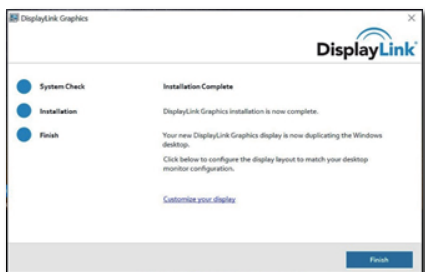 DisplayLink Graphics
DisplayLink
System Check
Installation Complete
Installation
DisplayLink Graphics installation is now complete.
Finish
Your new DisplayLink Graphics display is now duplicating the Windows
desktop.
Click below to configure the display layout to match your desktop
monitor configuration.
Customize your display
Finish